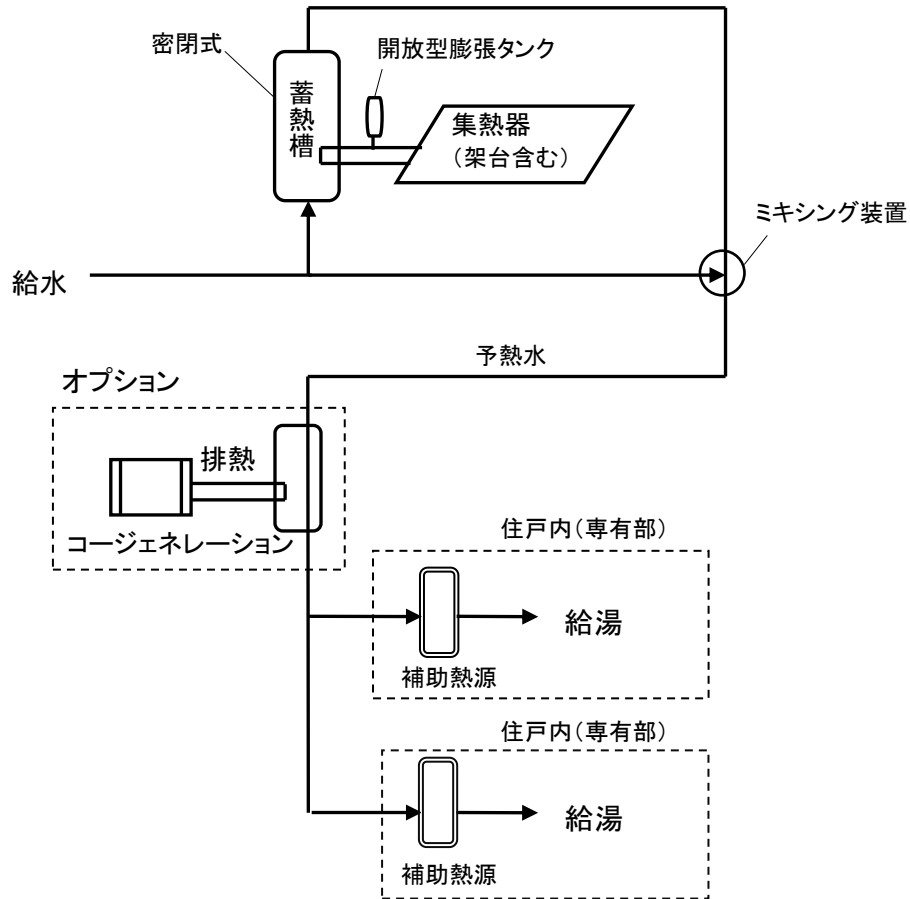 密閉式
開放型膨張タンク
蓄熱槽
集熱器
（架台含む）
ミキシング装置
給水
予熱水
オプション
排熱
コージェネレーション
住戸内（専有部）
給湯
補助熱源
住戸内（専有部）
給湯
補助熱源